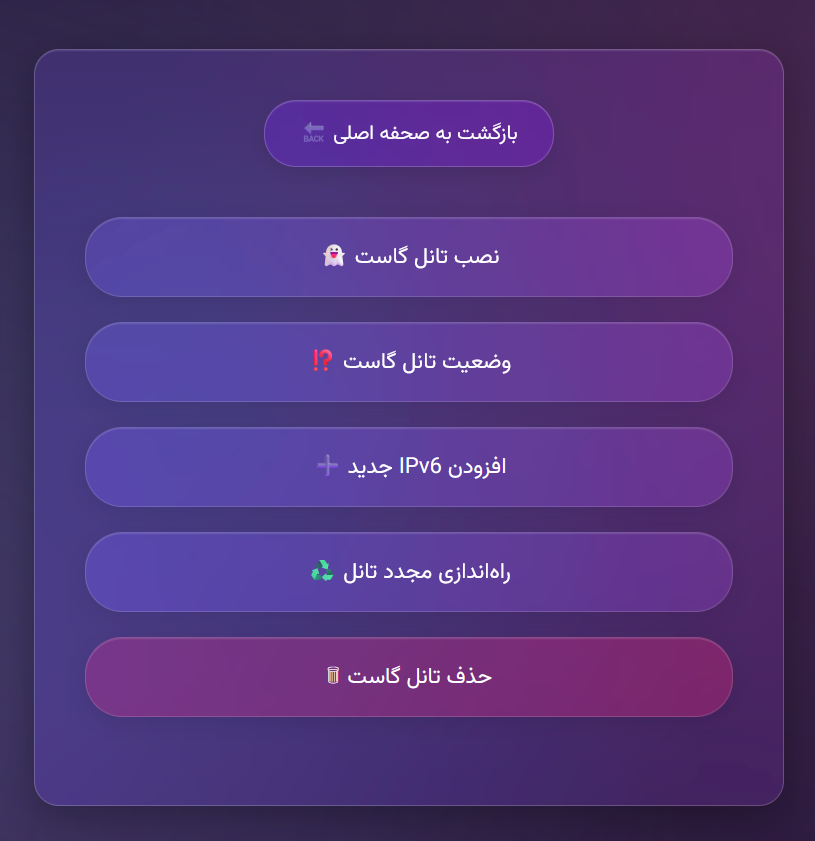 بازگشت به صحفه اصلی 🔙
نصب تانل گاست 👻
وضعیت تانل گاست ⁉️
افزودن IPv6 جدید ➕
راه‌اندازی مجدد تانل ♻️
حذف تانل گاست 🗑